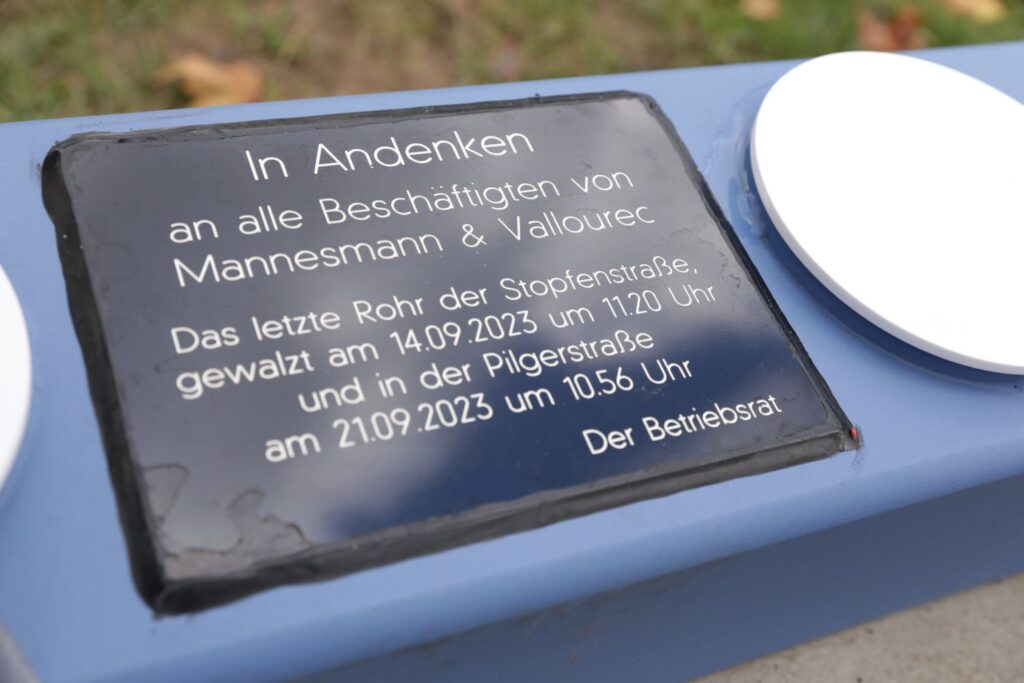 In Andenken
an alle Beschäftigten von
Mannesmann & Vallourec
Das letzte Rohr der Stopfenstraße,
gewalzt am 14.09.2023 um 11.20 Uhr
und in der Pilgerstraße
am 21.09.2023 um 10.56 Uhr
Der Betriebsrat